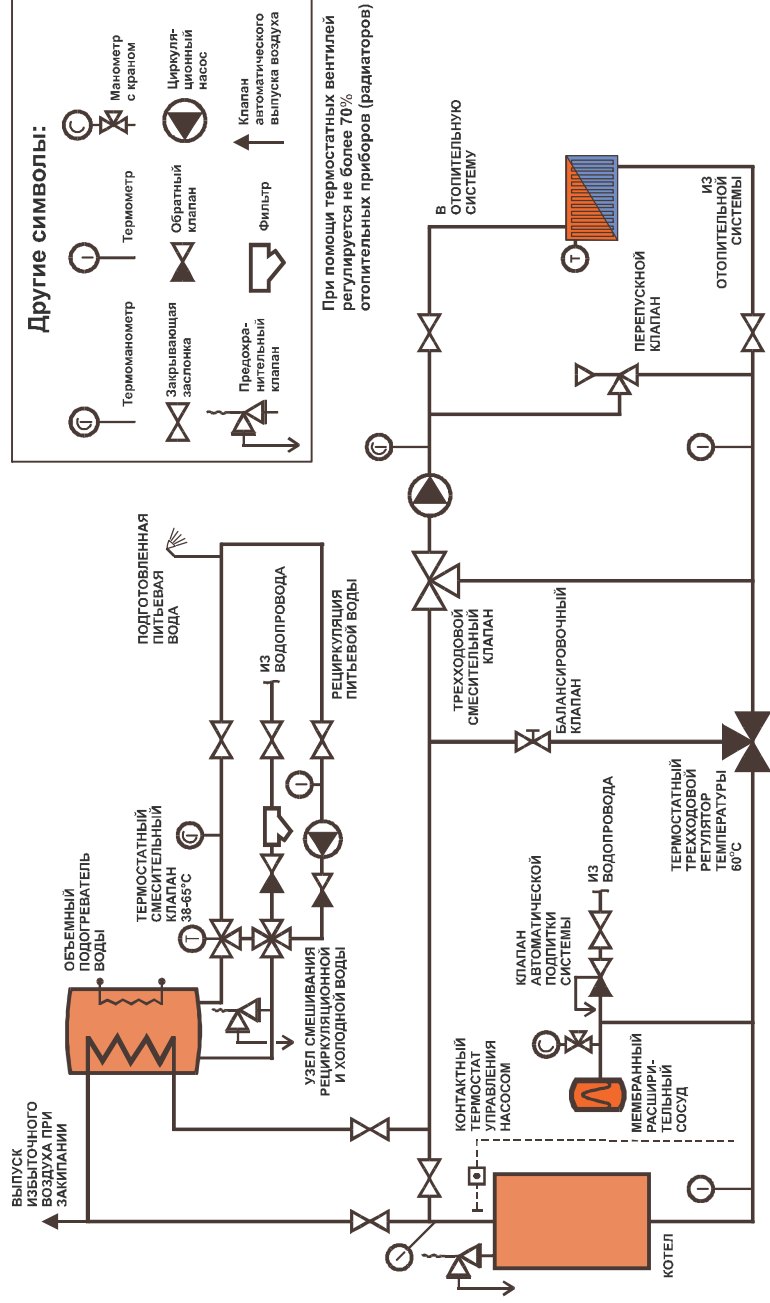 Другие символы:
Термоманометр
Термометр
Манометр
с краном
Закрывающая
заслонка
Обратный
клапан
Циркуля-
ционный
насос
Предохра-
нительный
клапан
Фильтр
Клапан
автоматического
выпуска воздуха
При помощи термостатных вентилей
регулируется не более 70%
отопительных приборов (радиаторов)
ВЫПУСК
ИЗБЫТОЧНОГО
ВОЗДУХА ПРИ
ЗАКИПАНИИ
ОБЪЕМНЫЙ
ПОДОГРЕВАТЕЛЬ
ВОДЫ
ТЕРМОСТАТНЫЙ
СМЕСИТЕЛЬНЫЙ
КЛАПАН
38-65°C
ПОДГОТОВЛЕННАЯ
ПИТЬЕВАЯ
ВОДА
ИЗ
ВОДОПРОВОДА
РЕЦИРКУЛЯЦИЯ
ПИТЬЕВОЙ ВОДЫ
УЗЕЛ СМЕШИВАНИЯ
РЕЦИРКУЛЯЦИОННОЙ
И ХОЛОДНОЙ ВОДЫ
КОНТАКТНЫЙ
ТЕРМОСТАТ
УПРАВЛЕНИЯ
НАСОСОМ
КЛАПАН
АВТОМАТИЧЕСКОЙ
ПОДПИТКИ
СИСТЕМЫ
ИЗ
ВОДОПРОВОДА
ТРЕХХОДОВОЙ
СМЕСИТЕЛЬНЫЙ
КЛАПАН
БАЛАНСИРОВОЧНЫЙ
КЛАПАН
В
ОТОПИТЕЛЬНУЮ
СИСТЕМУ
ПЕРЕПУСКНОЙ
КЛАПАН
ИЗ
ОТОПИТЕЛЬНОЙ
СИСТЕМЫ
КОТЕЛ
МЕМБРАННЫЙ
РАСШИРИ-
ТЕЛЬНЫЙ
СОСУД
ТЕРМОСТАТНЫЙ
ТРЕХХОДОВОЙ
РЕГУЛЯТОР
ТЕМПЕРАТУРЫ
60°C
T
T